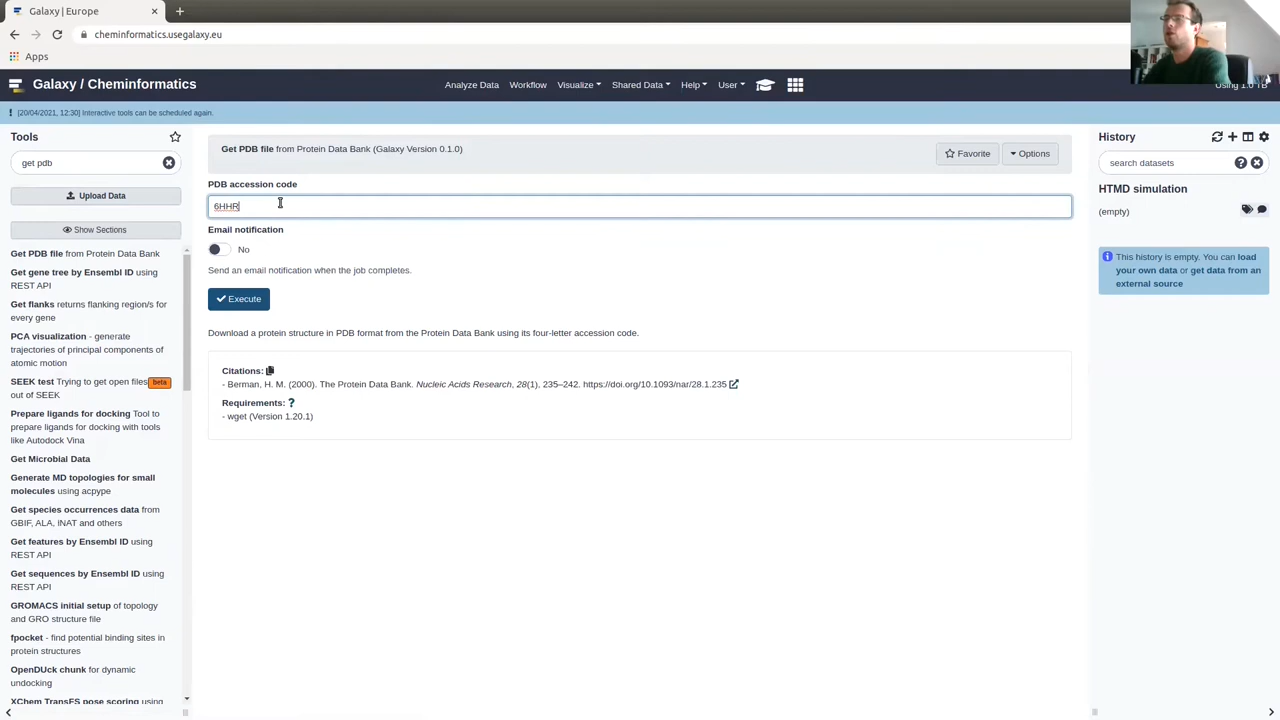 Galaxy | Europe
cheminformatics.usegalaxy.eu
Apps
Galaxy / Cheminformatics
Analyze Data Workflow Visualize Shared Data Help User
[20/04/2021, 12:30] Interactive tools can be scheduled again.
Tools
get pdb
Upload Data
Show Sections
Get PDB file from Protein Data Bank
Get gene tree by Ensembl ID using
REST API
Get flanks returns flanking region/s for
every gene
PCA visualization - generate
trajectories of principal components of
atomic motion
SEEK test Trying to get open files beta
out of SEEK
Prepare ligands for docking Tool to
prepare ligands for docking with tools
like Autodock Vina
Get Microbial Data
Generate MD topologies for small
molecules using acpype
Get species occurrences data from
GBIF, ALA, iNAT and others
Get features by Ensembl ID using
REST API
Get sequences by Ensembl ID using
REST API
GROMACS initial setup of topology
and GRO structure file
fpocket - find potential binding sites in
protein structures
OpenDUck chunk for dynamic
undocking
XChem TransFS pose scoring using
Get PDB file from Protein Data Bank (Galaxy Version 0.1.0)
Favorite
Options
PDB accession code
6HHR
Email notification
No
Send an email notification when the job completes.
Execute
Download a protein structure in PDB format from the Protein Data Bank using its four-letter accession code.
Citations:
- Berman, H. M. (2000). The Protein Data Bank. Nucleic Acids Research, 28(1), 235–242. https://doi.org/10.1093/nar/28.1.235
Requirements: ?
- wget (Version 1.20.1)
History
search datasets
HTMD simulation
(empty)
This history is empty. You can load
your own data or get data from an
external source